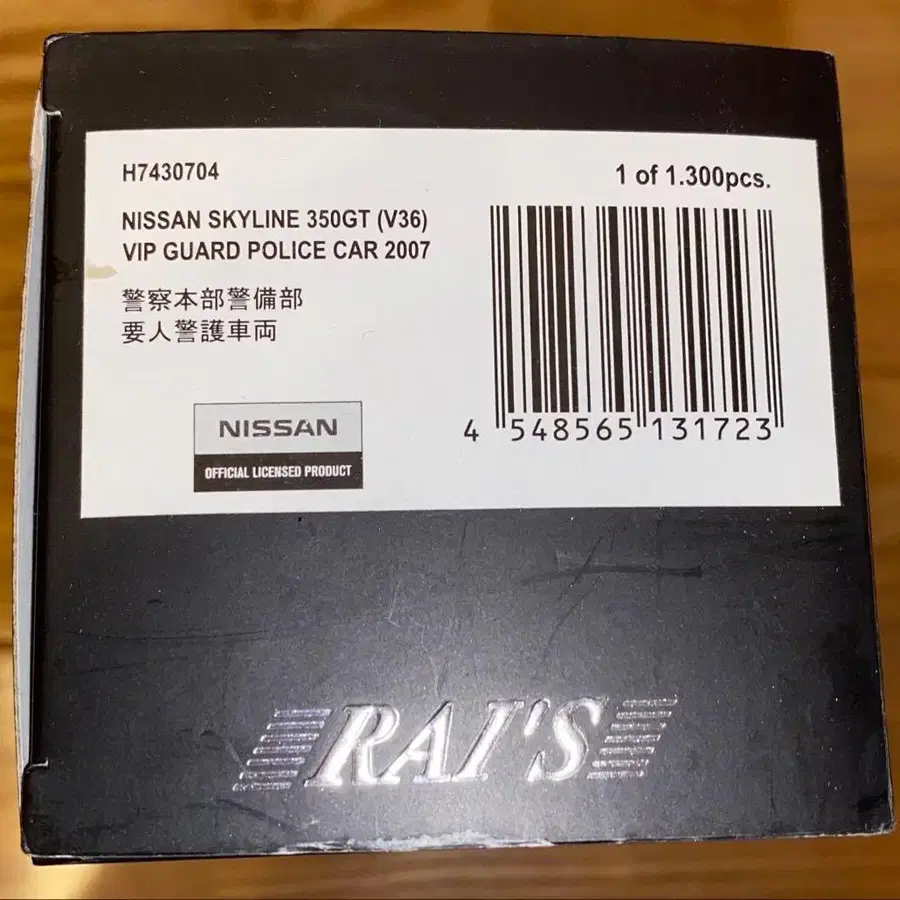 H7430704
1 of 1.300pcs.
NISSAN SKYLINE 350GT (V36)
VIP GUARD POLICE CAR 2007
警察本部警備部
要人警護車両
NISSAN
OFFICIAL LICENSED PRODUCT
4 548565 131723
RAI'S